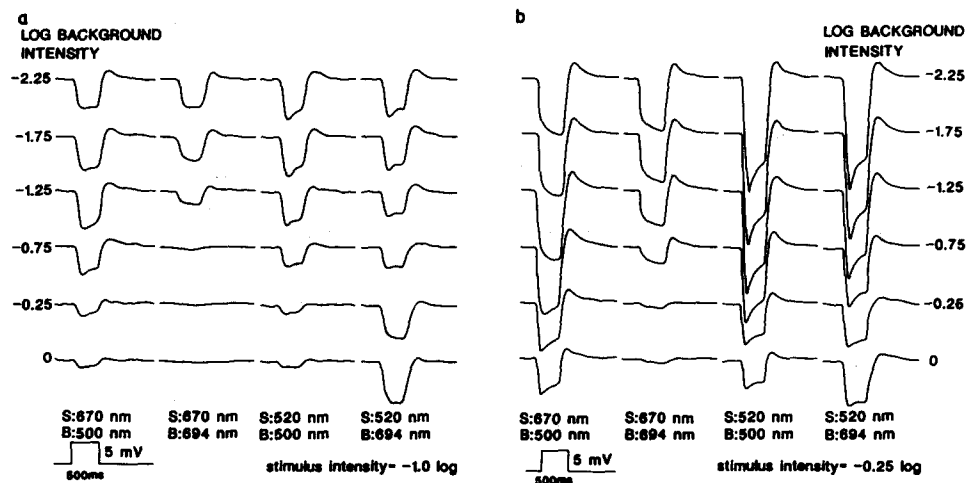 a
LOG BACKGROUND
INTENSITY
-2.25
-1.75
-1.25
-0.75
-0.25
0
S:670 nm S:670 nm S:520 nm S:520 nm
B:500 nm B:694 nm B:500 nm B:694 nm
5 mV
500ms
stimulus intensity= -1.0 log
b
LOG BACKGROUND
INTENSITY
-2.25
-1.75
-1.25
-0.75
-0.26
0
S:670 nm S:670 nm S:520 nm S:520 nm
B:500 nm B:694 nm B:500 nm B:694 nm
5 mV
500ms
stimulus intensity= -0.25 log